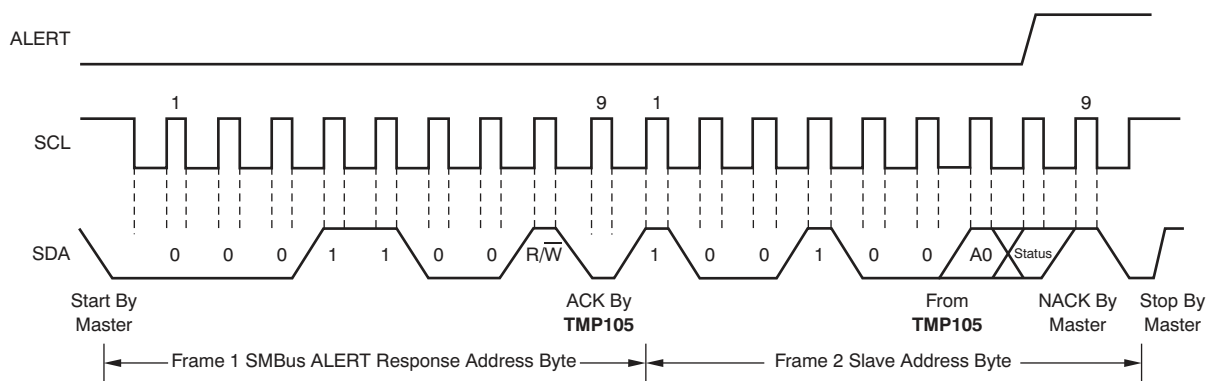 ALERT
1 9 1 9
SCL
SDA
0 0 0 1 1 0 0 R/W̅ 1 0 0 1 0 0 A0 Status
Start By
Master
ACK By
TMP105
From
TMP105
NACK By
Master
Stop By
Master
Frame 1 SMBus ALERT Response Address Byte
Frame 2 Slave Address Byte